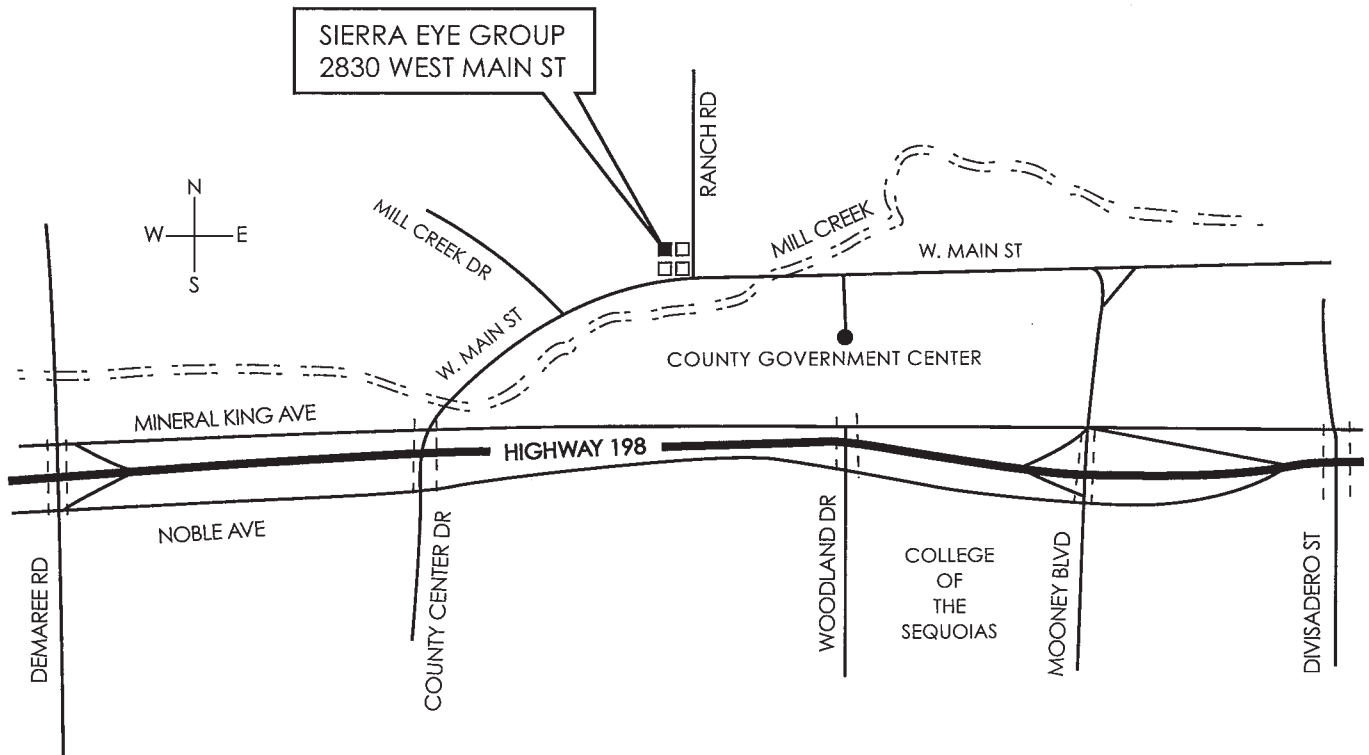 SIERRA EYE GROUP
2830 WEST MAIN ST
RANCH RD
N
W E
S
MILL CREEK DR
MILL CREEK
W. MAIN ST
W. MAIN ST
COUNTY GOVERNMENT CENTER
MINERAL KING AVE
HIGHWAY 198
NOBLE AVE
DEMAREE RD
COUNTY CENTER DR
WOODLAND DR
COLLEGE
OF
THE
SEQUOIAS
MOONEY BLVD
DIVISADERO ST